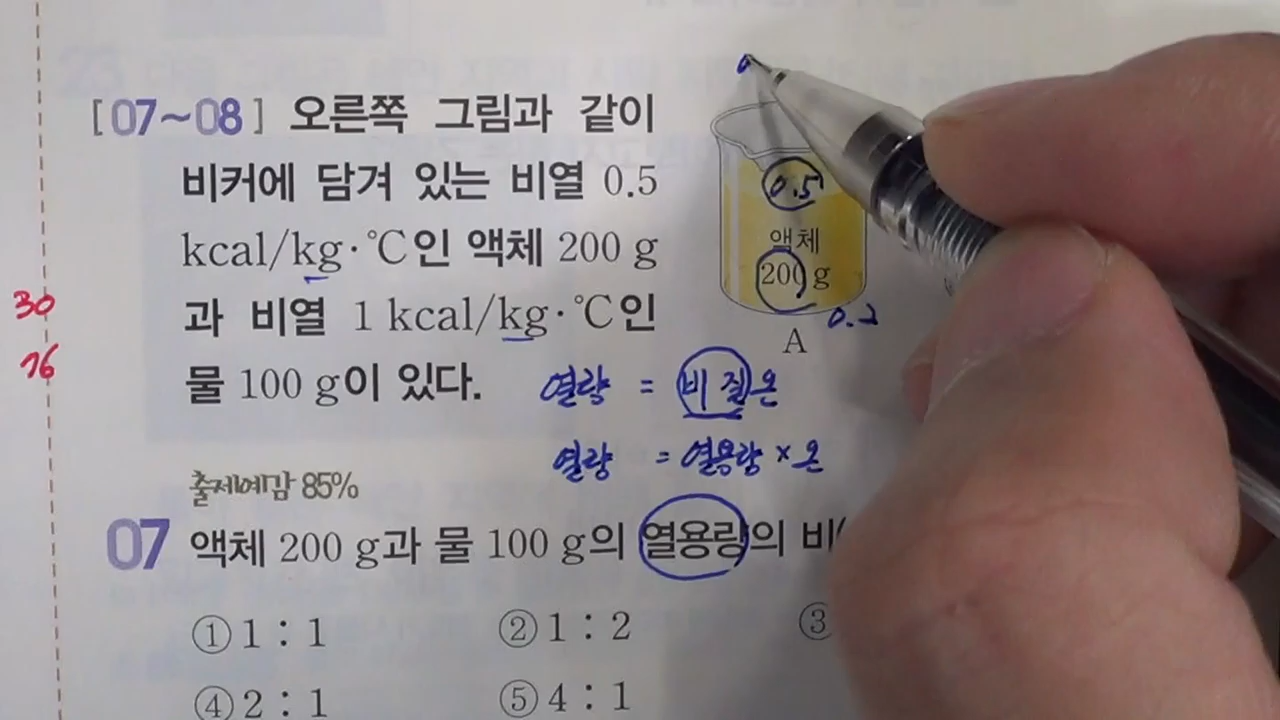 [07~08] 오른쪽 그림과 같이
비커에 담겨 있는 비열 0.5
kcal/kg·℃인 액체 200 g
과 비열 1 kcal/kg·℃인
물 100 g이 있다.
30
76
0.5
액체
200 g
0.2
A
열량 = 비 질 온
열량 = 열용량 × 온
출제예감 85%
07 액체 200 g과 물 100 g의 열용량의 비(
① 1 : 1
② 1 : 2
③
④ 2 : 1
⑤ 4 : 1